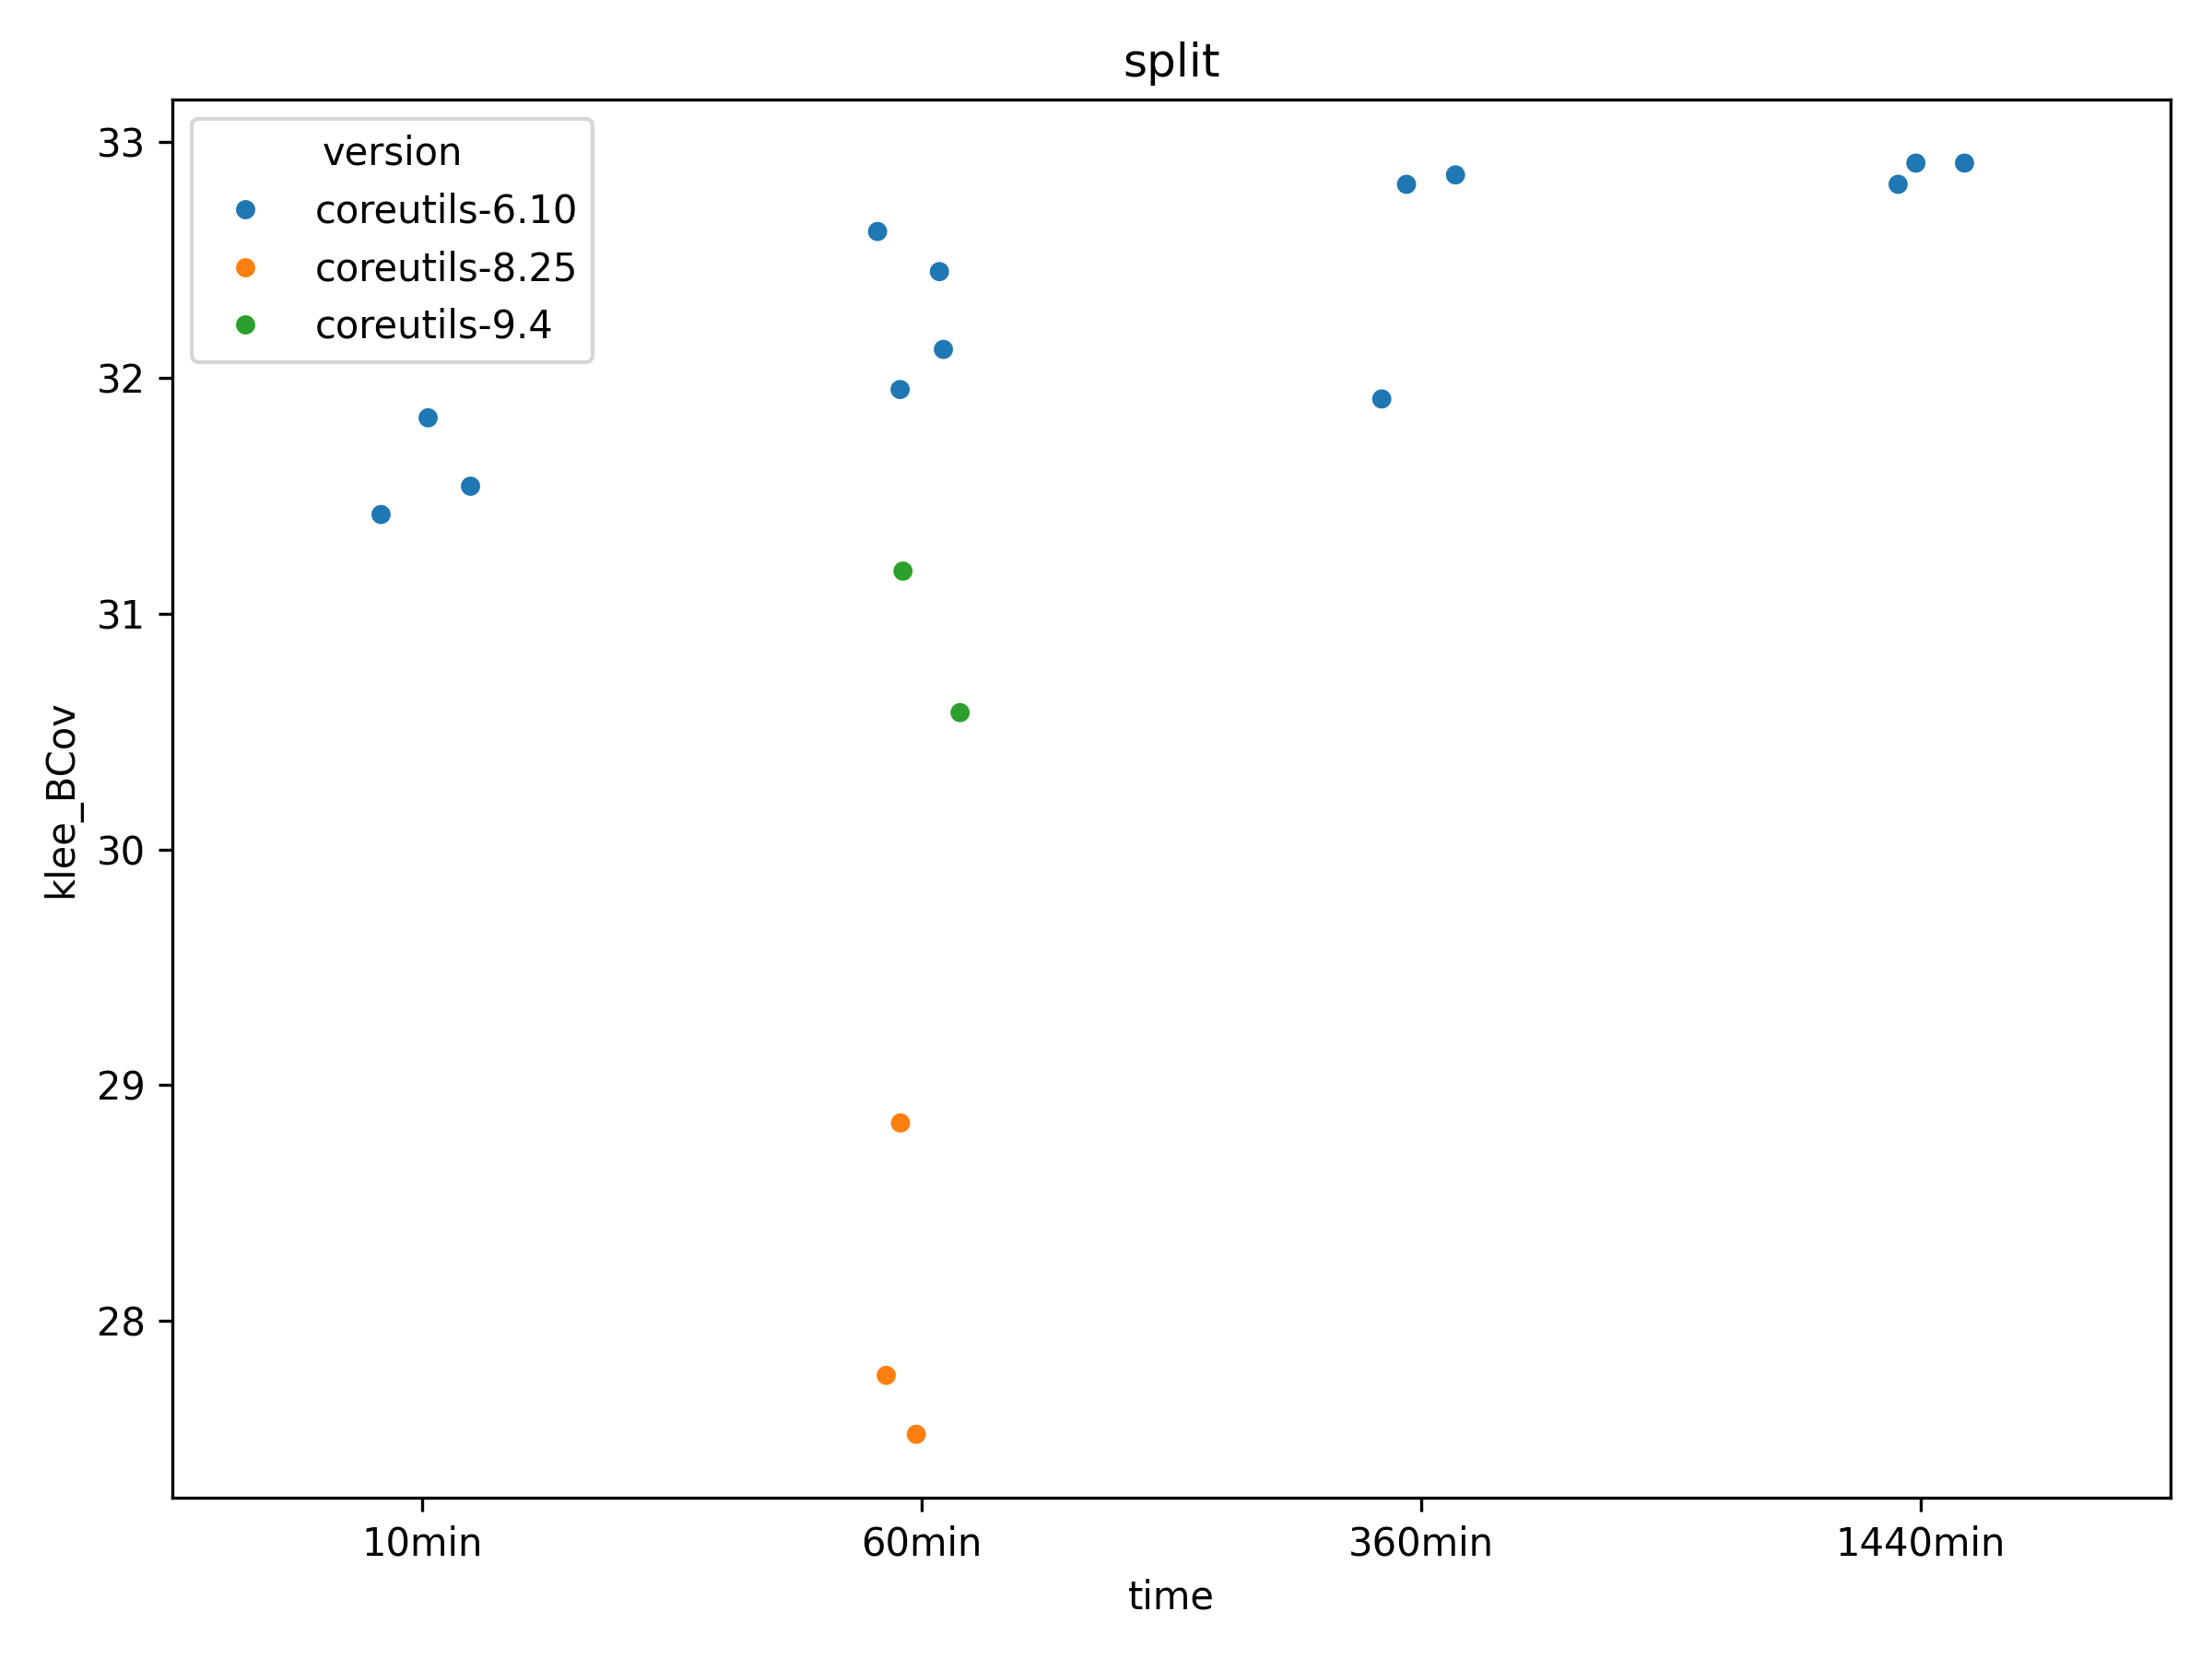 split
version
coreutils-6.10
coreutils-8.25
coreutils-9.4
klee_BCov
33
32
31
30
29
28
10min 60min 360min 1440min
time